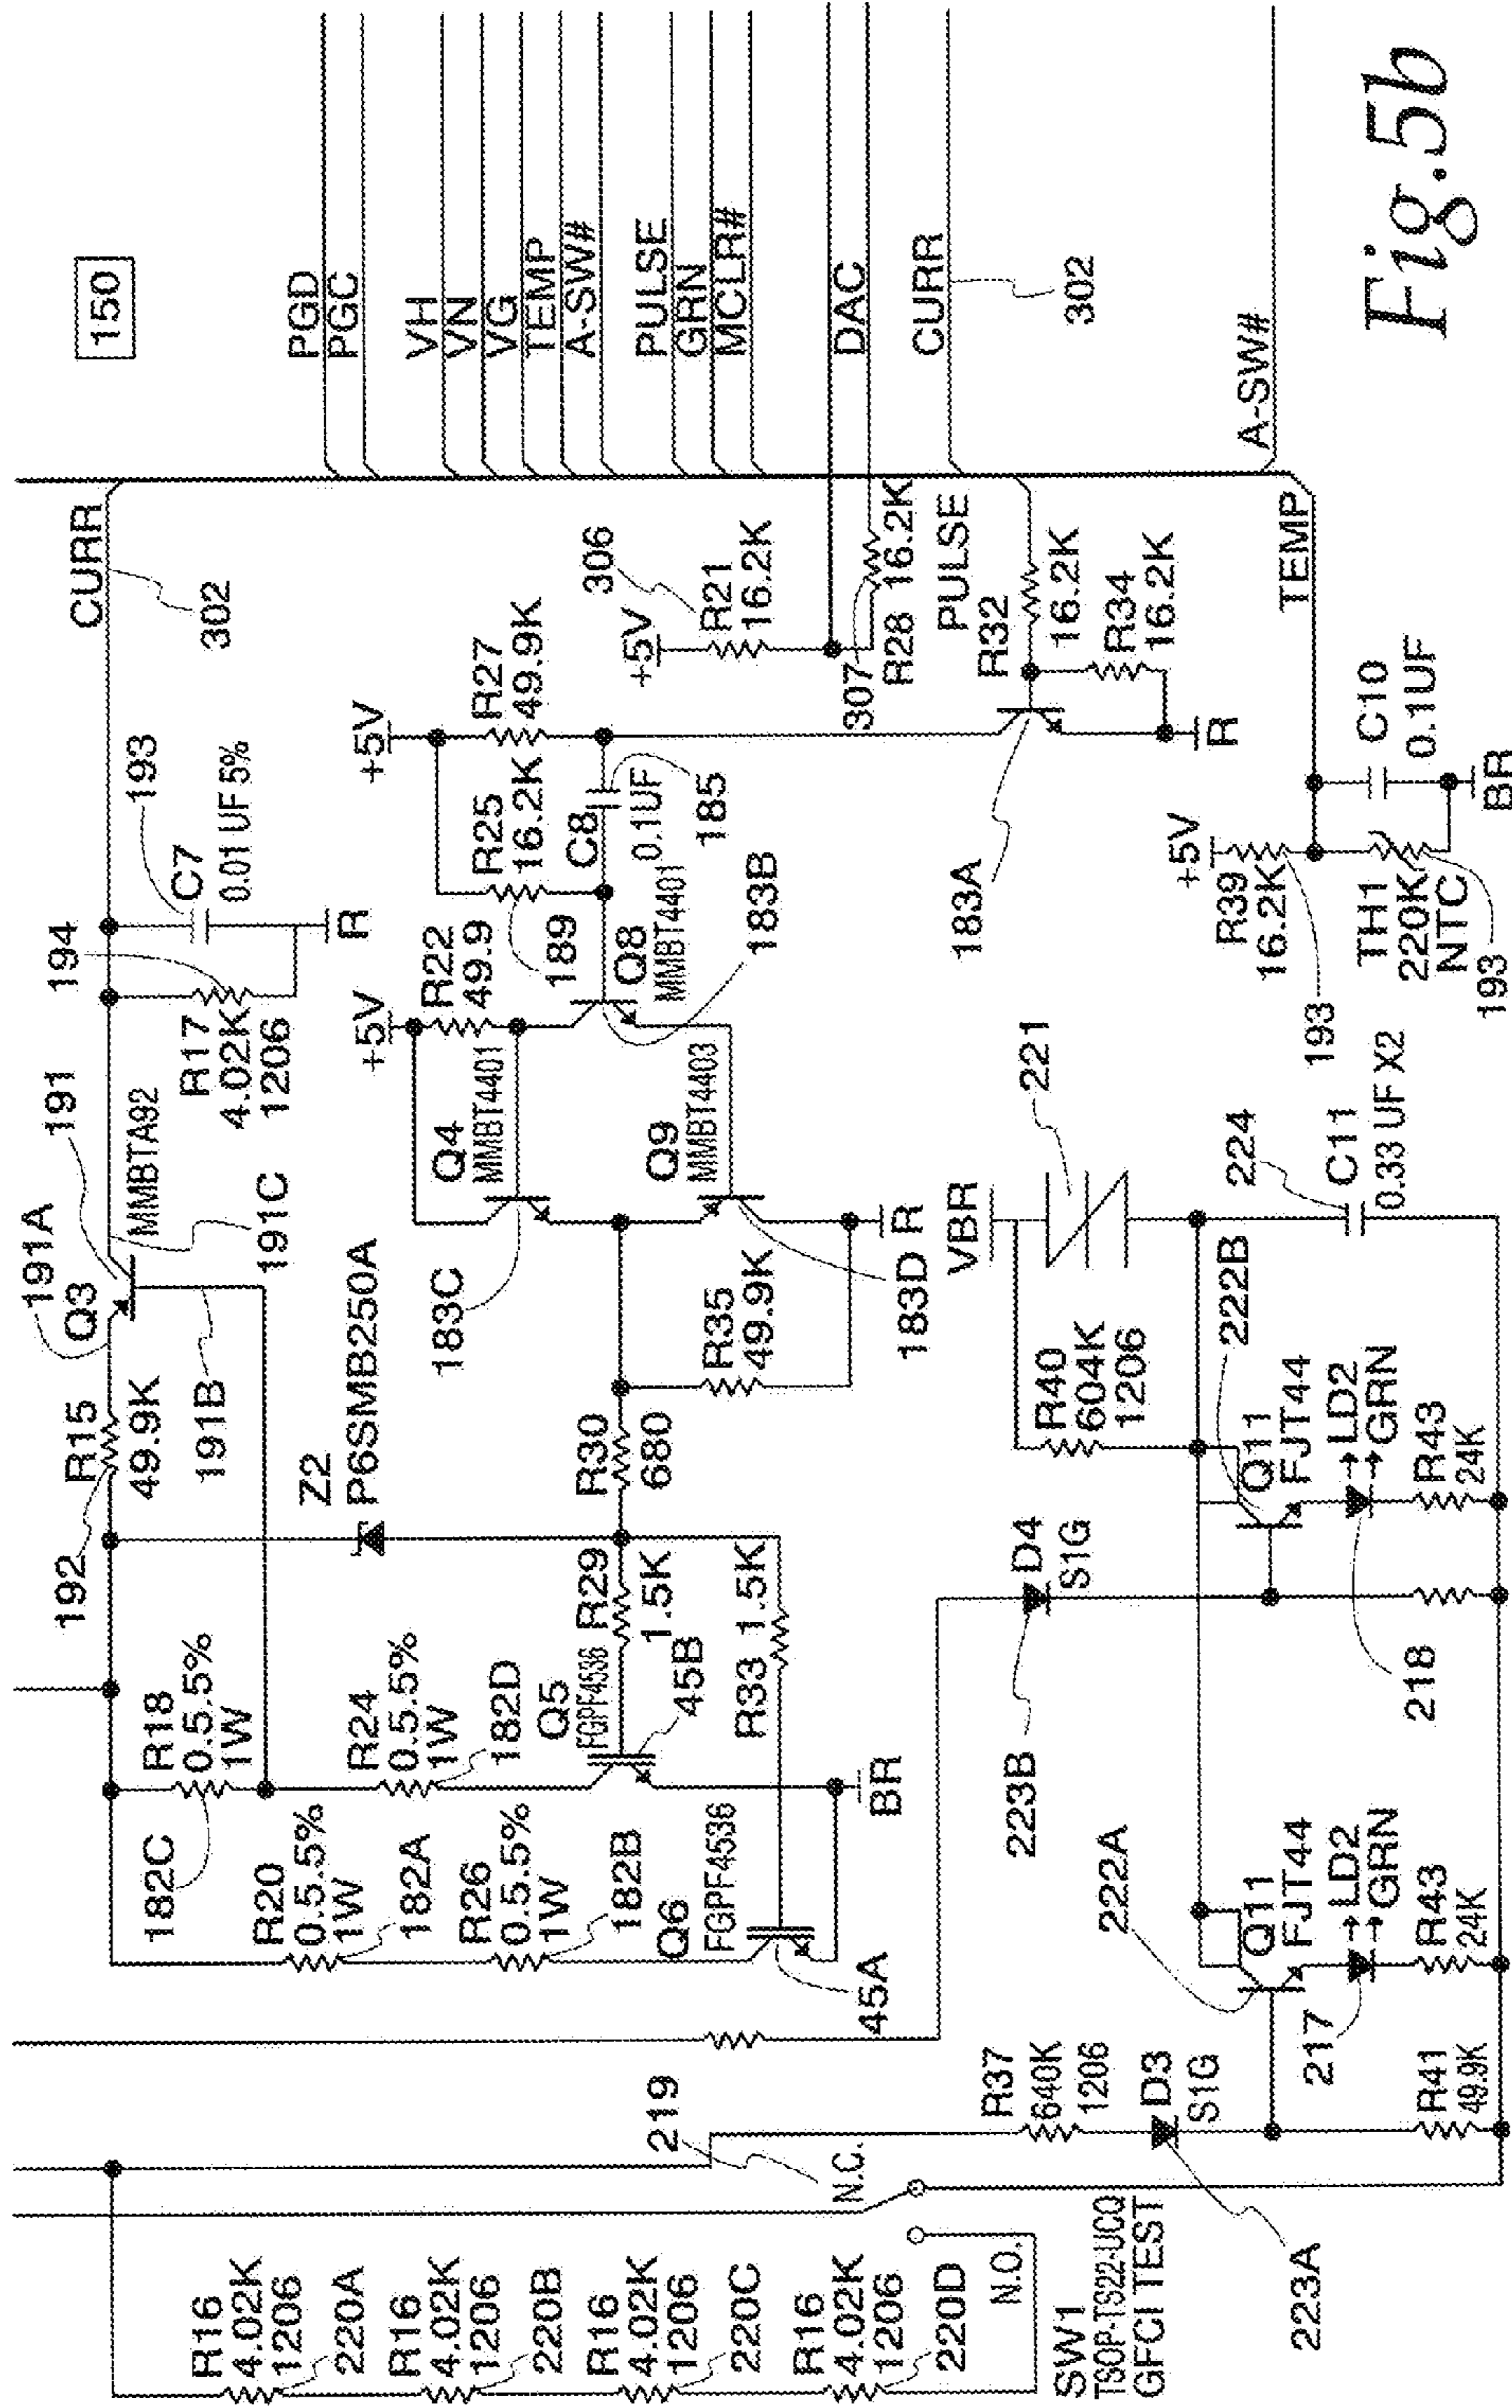 150
PGD
PGC
VH
VN
VG
TEMP
A-SW#
PULSE
GRN
MCLR#
DAC
CURR
302
A-SW#
Fig.5b
CURR
302
193
C7
0.01 UF 5%
194
R17
4.02K
1206
R
191
MMBTA92
191A
191C
Q3
191B
R15
49.9K
192
+5V
R27
49.9K
R25
16.2K
C8
0.1UF
185
189
+5V
R22
49.9
Q8
MMBT4401
183B
306
+5V
R21
16.2K
307
R28
16.2K
PULSE
R32
16.2K
R34
16.2K
R
183A
Q4
MMBT4401
183C
Q9
MMBT4403
183D
R
R35
49.9K
R30
680
Z2
P6SMB250A
R29
1.5K
R33
1.5K
R18
0.5.5%
1W
182C
R24
0.5.5%
1W
182D
Q5
FGPF4536
45B
BR
R20
0.5.5%
1W
182A
R26
0.5.5%
1W
182B
Q6
FGPF4536
45A
TEMP
+5V
R39
16.2K
193
TH1
220K
NTC
193
C10
0.1UF
BR
VBR
221
224
C11
0.33 UF X2
R40
604K
1206
222B
Q11
FJT44
LD2
GRN
R43
24K
218
D4
S1G
223B
222A
Q11
FJT44
LD2
GRN
R43
24K
217
R37
640K
1206
D3
S1G
R41
49.9K
223A
219
N.C.
N.O.
SW1
TSOP-TS22-UCQ
GFCI TEST
R16
4.02K
1206
220A
R16
4.02K
1206
220B
R16
4.02K
1206
220C
R16
4.02K
1206
220D